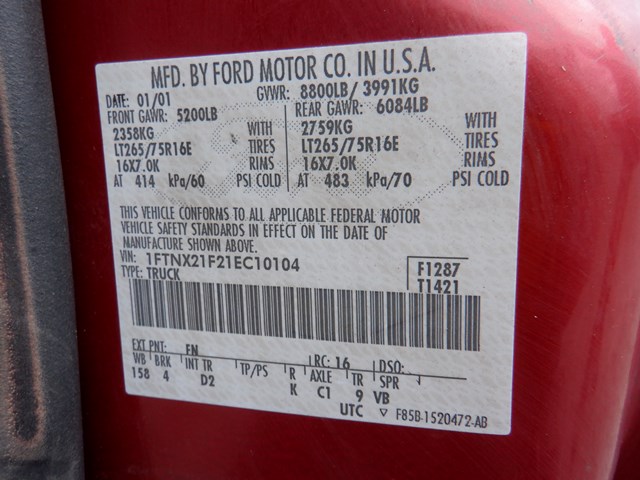 MFD. BY FORD MOTOR CO. IN U.S.A.
DATE: 01/01 GVWR: 8800LB/ 3991KG
FRONT GAWR: 5200LB REAR GAWR: 6084LB
2358KG WITH 2759KG WITH
LT265/75R16E TIRES LT265/75R16E TIRES
16X7.0K RIMS 16X7.0K RIMS
AT 414 kPa/60 PSI COLD AT 483 kPa/70 PSI COLD
THIS VEHICLE CONFORMS TO ALL APPLICABLE FEDERAL MOTOR
VEHICLE SAFETY STANDARDS IN EFFECT ON THE DATE OF
MANUFACTURE SHOWN ABOVE.
VIN: 1FTNX21F21EC10104 F1287
TYPE: TRUCK T1421
EXT PNT: FN RC: 16 DSO:
WB BRK INT TR TP/PS R AXLE TR SPR
158 4 D2 K C1 9 VB
UTC F85B-1520472-AB